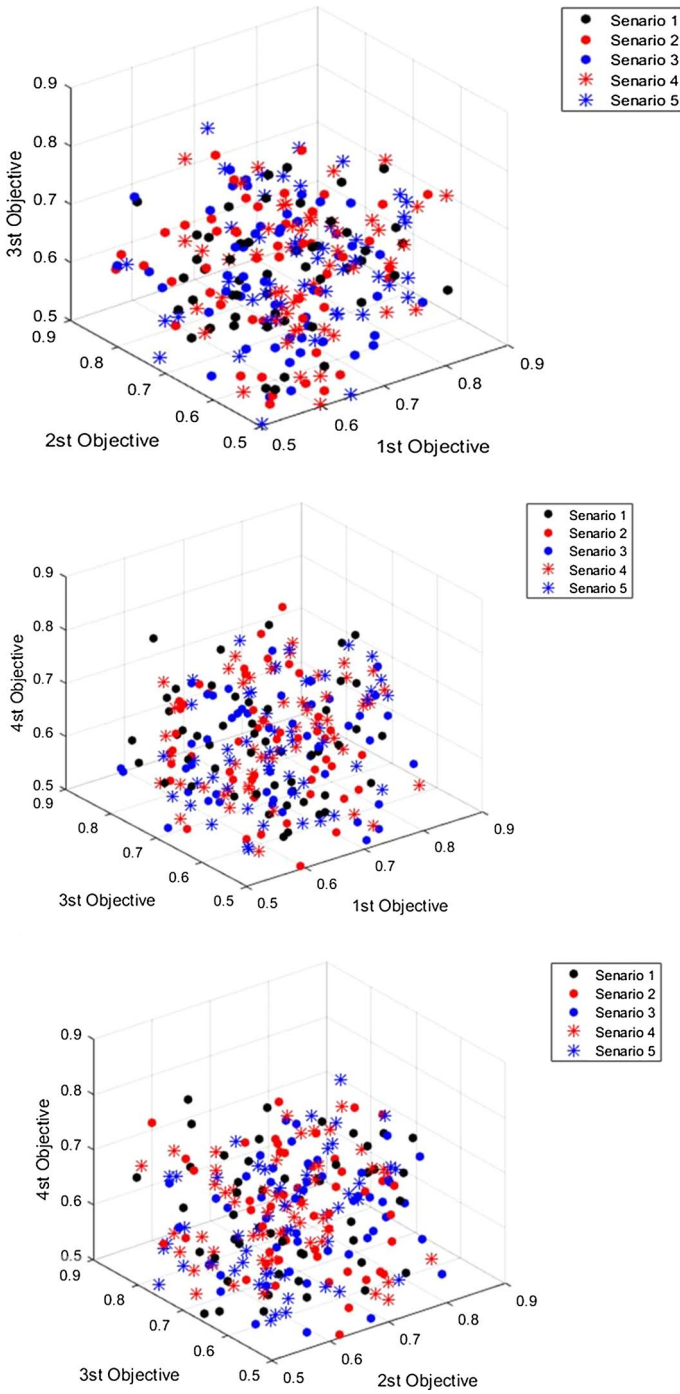 Senario 1
Senario 2
Senario 3
Senario 4
Senario 5
0.9
0.8
0.7
0.6
0.5
3st Objective
0.9
0.8
0.7
0.6
0.5
2st Objective
0.5
0.6
0.7
0.8
0.9
1st Objective
Senario 1
Senario 2
Senario 3
Senario 4
Senario 5
0.9
0.8
0.7
0.6
0.5
4st Objective
0.9
0.8
0.7
0.6
0.5
3st Objective
0.5
0.6
0.7
0.8
0.9
1st Objective
Senario 1
Senario 2
Senario 3
Senario 4
Senario 5
0.9
0.8
0.7
0.6
0.5
4st Objective
0.9
0.8
0.7
0.6
0.5
3st Objective
0.5
0.6
0.7
0.8
0.9
2st Objective